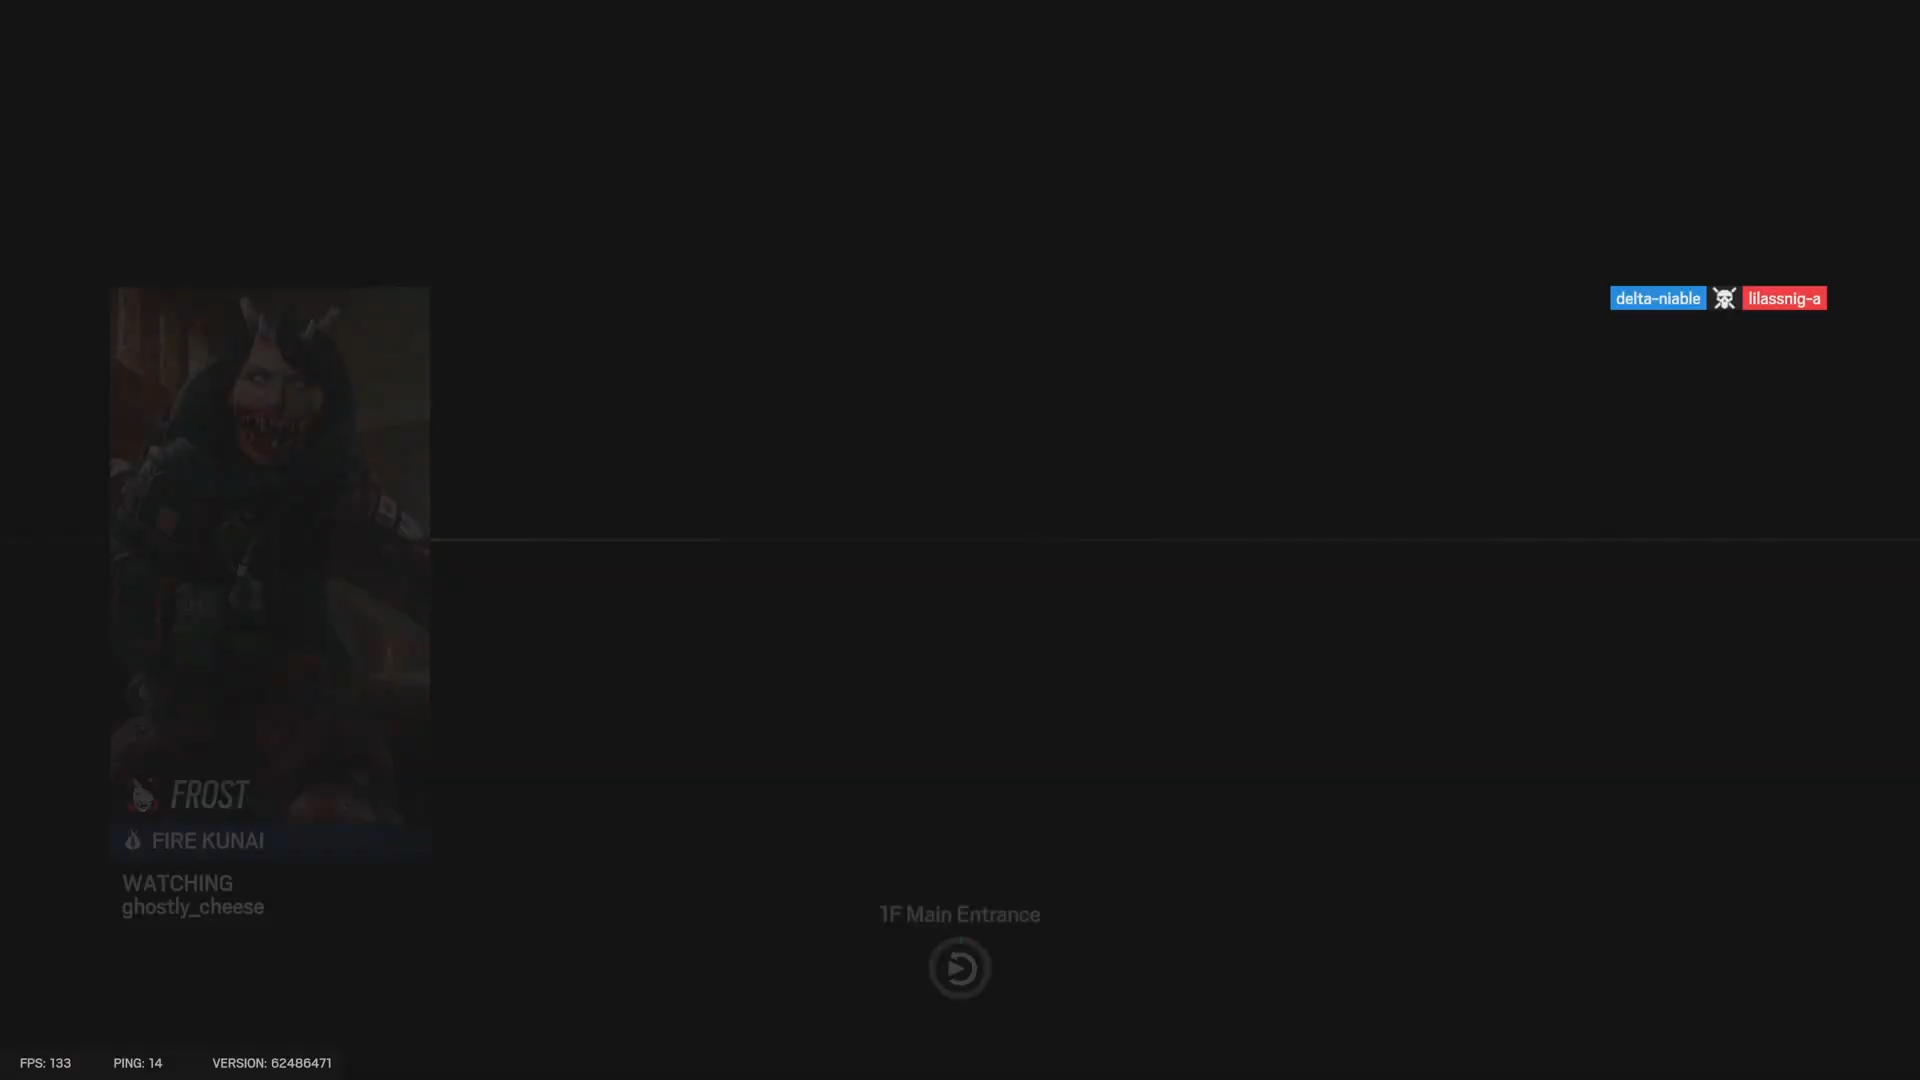 delta-niable lilassnig-a
FROST
FIRE KUNAI
WATCHING
ghostly_cheese
1F Main Entrance
FPS: 133 PING: 14 VERSION: 62486471